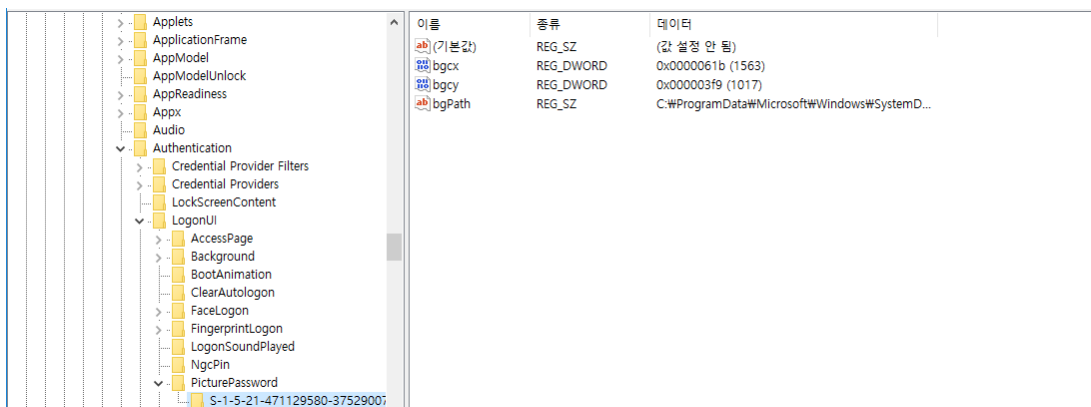 Applets
ApplicationFrame
AppModel
AppModelUnlock
AppReadiness
Appx
Audio
Authentication
Credential Provider Filters
Credential Providers
LockScreenContent
LogonUI
AccessPage
Background
BootAnimation
ClearAutologon
FaceLogon
FingerprintLogon
LogonSoundPlayed
NgcPin
PicturePassword
S-1-5-21-471129580-37529007
이름 종류 데이터
(기본값) REG_SZ (값 설정 안 됨)
bgcx REG_DWORD 0x0000061b (1563)
bgcy REG_DWORD 0x000003f9 (1017)
bgPath REG_SZ C:₩ProgramData₩Microsoft₩Windows₩SystemD...